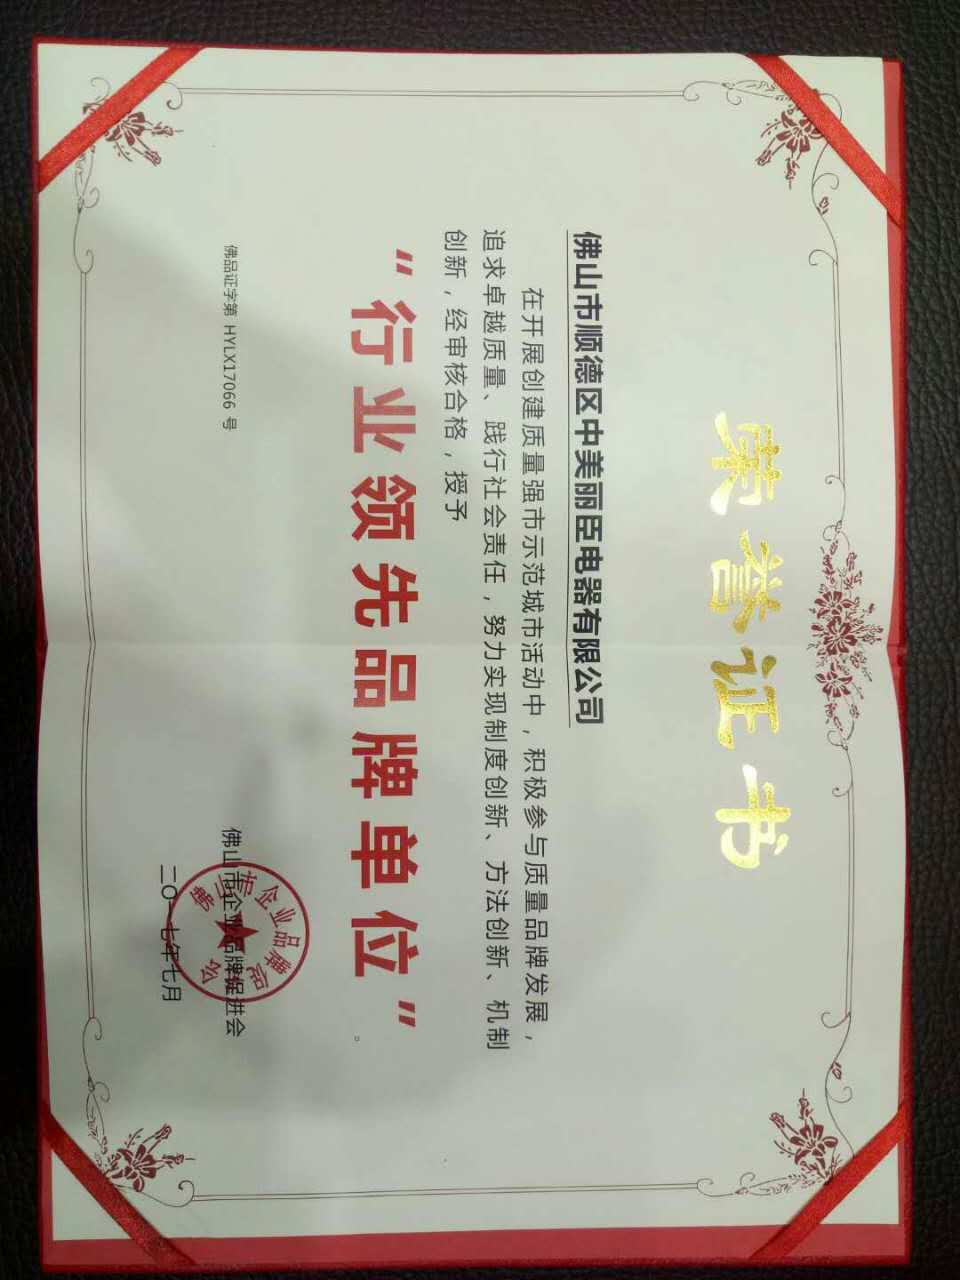 荣誉证书
佛山市顺德区中美丽臣电器有限公司
在开展创建质量强市示范城市活动中，积极参与质量品牌发展，
追求卓越质量、践行社会责任，努力实现制度创新、方法创新、机制
创新，经审核合格，授予
“行业领先品牌单位”。
佛山市企业品牌促进会
二〇一七年七月
佛品证字第 HYLX17066 号